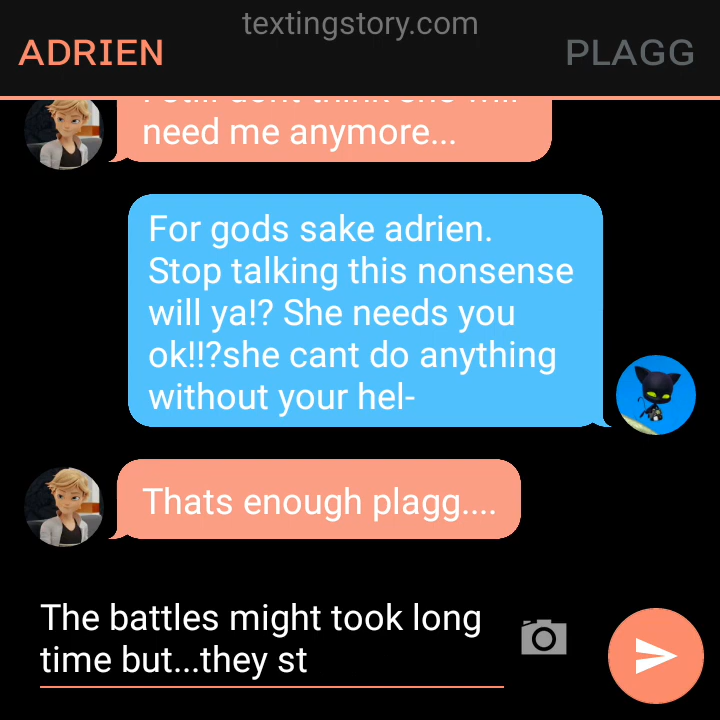 textingstory.com
ADRIEN
PLAGG
need me anymore...
For gods sake adrien.
Stop talking this nonsense
will ya!? She needs you
ok!!?she cant do anything
without your hel-
Thats enough plagg....
The battles might took long
time but...they st